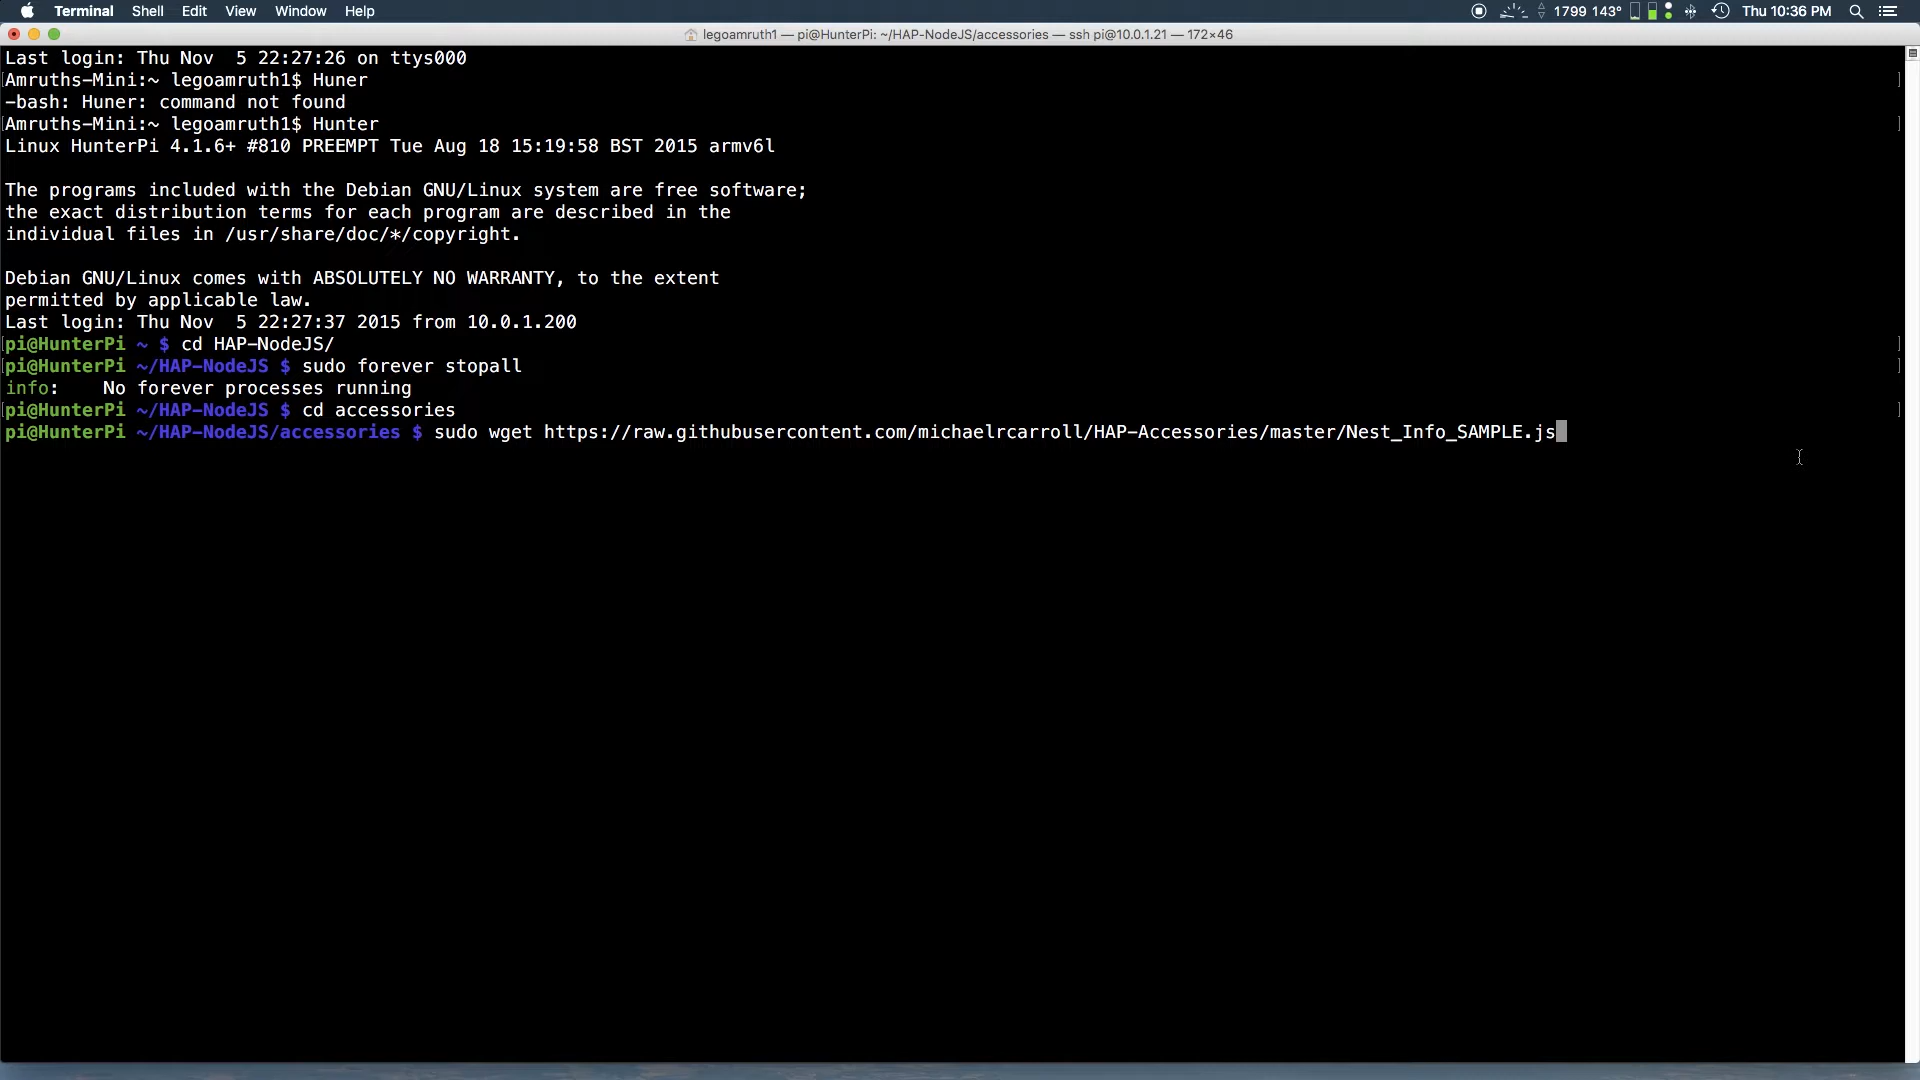 Terminal Shell Edit View Window Help 1799 143° Thu 10:36 PM
legoamruth1 — pi@HunterPi: ~/HAP-NodeJS/accessories — ssh pi@10.0.1.21 — 172×46
Last login: Thu Nov  5 22:27:26 on ttys000
[Amruths-Mini:~ legoamruth1$ Huner ]
-bash: Huner: command not found
[Amruths-Mini:~ legoamruth1$ Hunter ]
Linux HunterPi 4.1.6+ #810 PREEMPT Tue Aug 18 15:19:58 BST 2015 armv6l
The programs included with the Debian GNU/Linux system are free software;
the exact distribution terms for each program are described in the
individual files in /usr/share/doc/*/copyright.
Debian GNU/Linux comes with ABSOLUTELY NO WARRANTY, to the extent
permitted by applicable law.
Last login: Thu Nov  5 22:27:37 2015 from 10.0.1.200
[pi@HunterPi ~ $ cd HAP-NodeJS/ ]
[pi@HunterPi ~/HAP-NodeJS $ sudo forever stopall ]
info:    No forever processes running
[pi@HunterPi ~/HAP-NodeJS $ cd accessories ]
pi@HunterPi ~/HAP-NodeJS/accessories $ sudo wget https://raw.githubusercontent.com/michaelrcarroll/HAP-Accessories/master/Nest_Info_SAMPLE.js